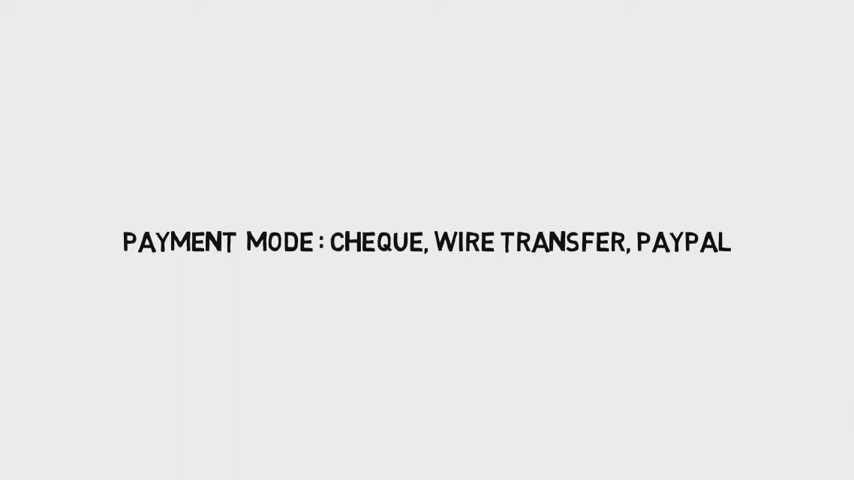 PAYMENT MODE : CHEQUE, WIRE TRANSFER, PAYPAL